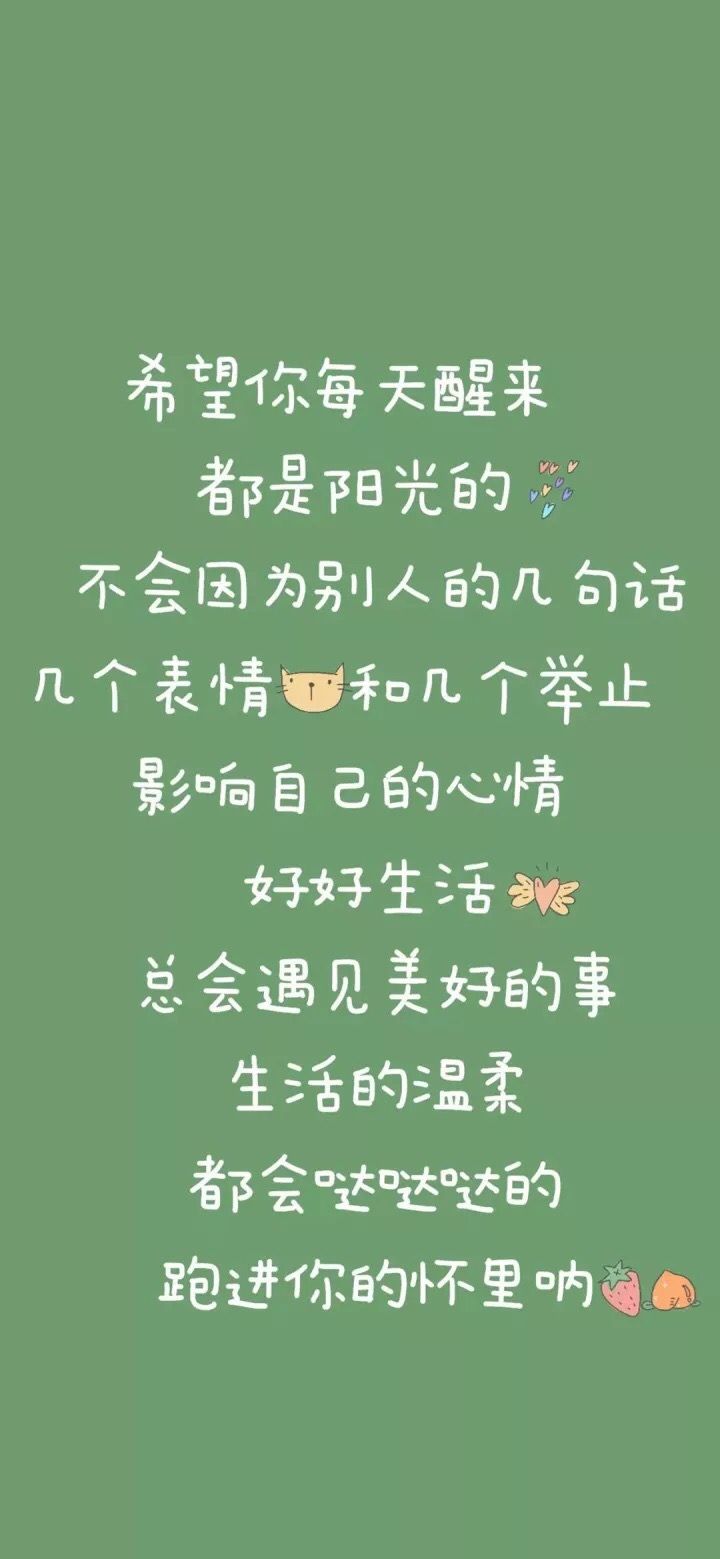 希望你每天醒来
都是阳光的
不会因为别人的几句话
几个表情和几个举止
影响自己的心情
好好生活
总会遇见美好的事
生活的温柔
都会哒哒哒的
跑进你的怀里呐